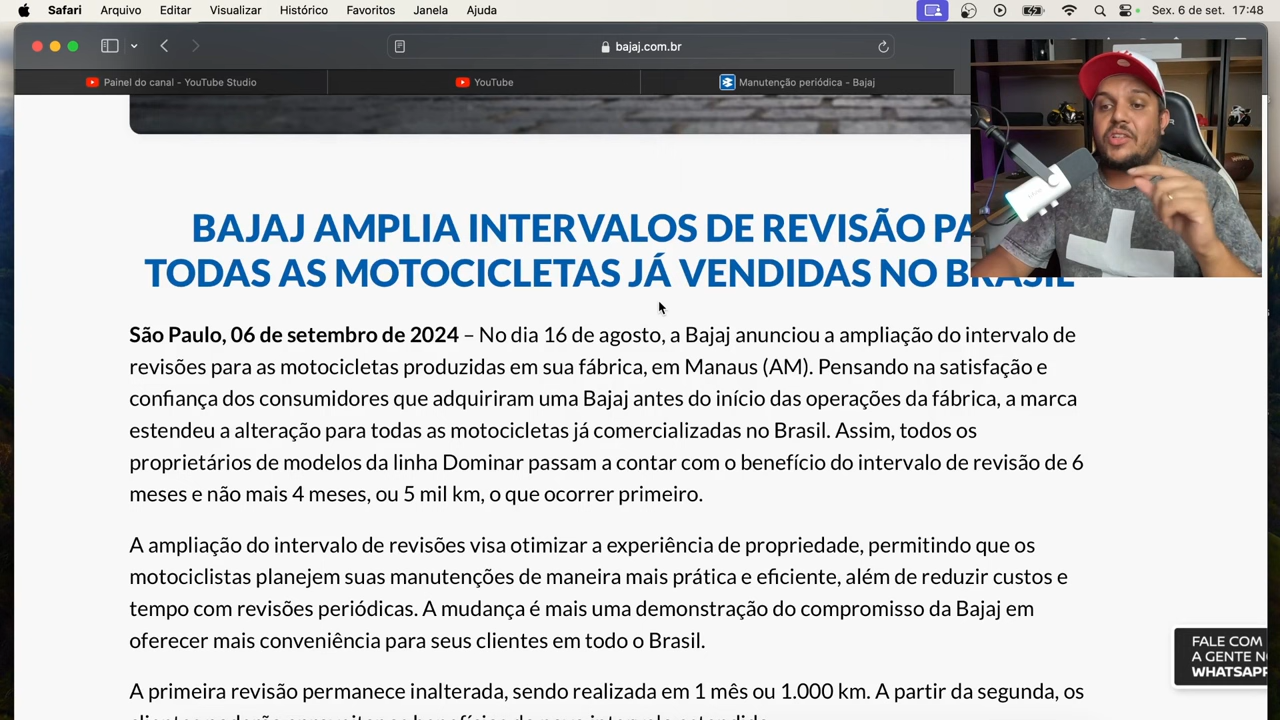 Safari Arquivo Editar Visualizar Histórico Favoritos Janela Ajuda Sex. 6 de set. 17:48
bajaj.com.br
Painel do canal - YouTube Studio YouTube Manutenção periódica - Bajaj
BAJAJ AMPLIA INTERVALOS DE REVISÃO PA
TODAS AS MOTOCICLETAS JÁ VENDIDAS NO BRASIL
São Paulo, 06 de setembro de 2024 – No dia 16 de agosto, a Bajaj anunciou a ampliação do intervalo de
revisões para as motocicletas produzidas em sua fábrica, em Manaus (AM). Pensando na satisfação e
confiança dos consumidores que adquiriram uma Bajaj antes do início das operações da fábrica, a marca
estendeu a alteração para todas as motocicletas já comercializadas no Brasil. Assim, todos os
proprietários de modelos da linha Dominar passam a contar com o benefício do intervalo de revisão de 6
meses e não mais 4 meses, ou 5 mil km, o que ocorrer primeiro.
A ampliação do intervalo de revisões visa otimizar a experiência de propriedade, permitindo que os
motociclistas planejem suas manutenções de maneira mais prática e eficiente, além de reduzir custos e
tempo com revisões periódicas. A mudança é mais uma demonstração do compromisso da Bajaj em
oferecer mais conveniência para seus clientes em todo o Brasil.
A primeira revisão permanece inalterada, sendo realizada em 1 mês ou 1.000 km. A partir da segunda, os
FALE COM
A GENTE NO
WHATSAPP